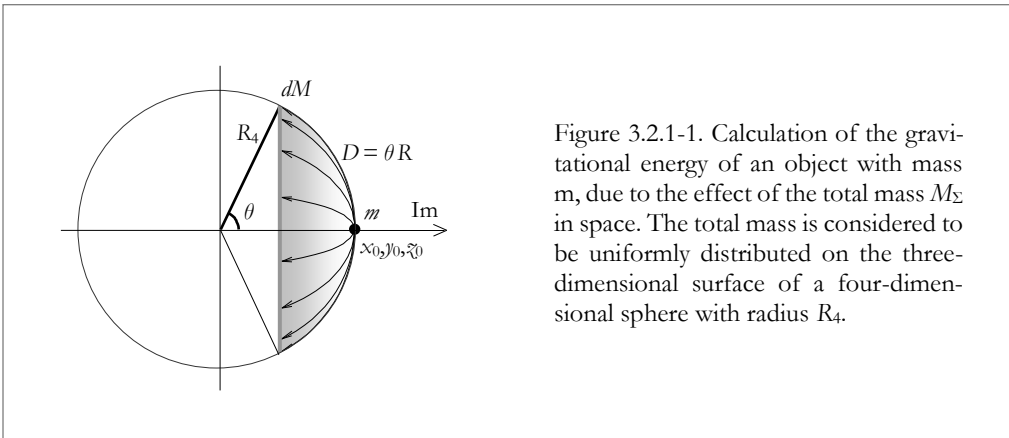 dM
R4
D = θ R
θ
m
Im
x0,y0,z0
Figure 3.2.1-1. Calculation of the gravi-
tational energy of an object with mass
m, due to the effect of the total mass MΣ
in space. The total mass is considered to
be uniformly distributed on the three-
dimensional surface of a four-dimen-
sional sphere with radius R4.